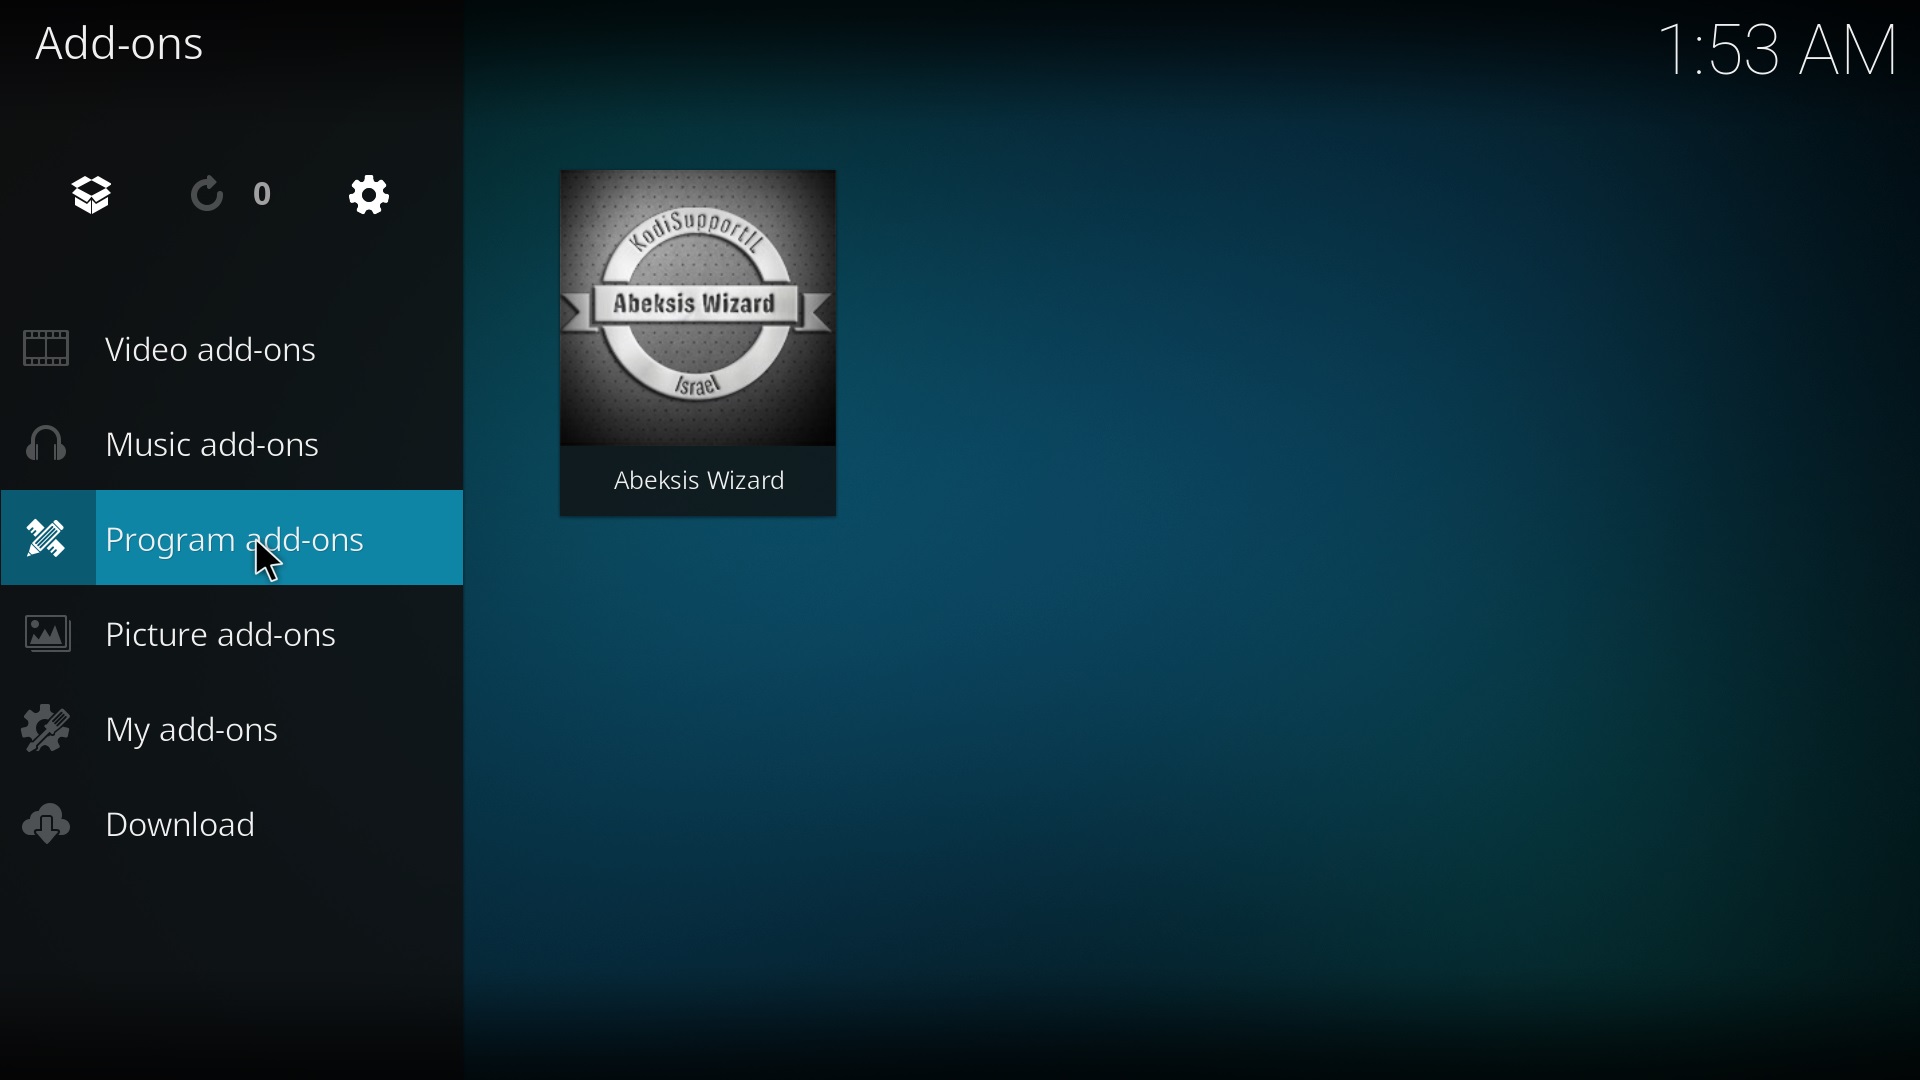 Add-ons
1:53 AM
0
Video add-ons
Music add-ons
Program add-ons
Picture add-ons
My add-ons
Download
KodiSupportIL
Abeksis Wizard
Israel
Abeksis Wizard